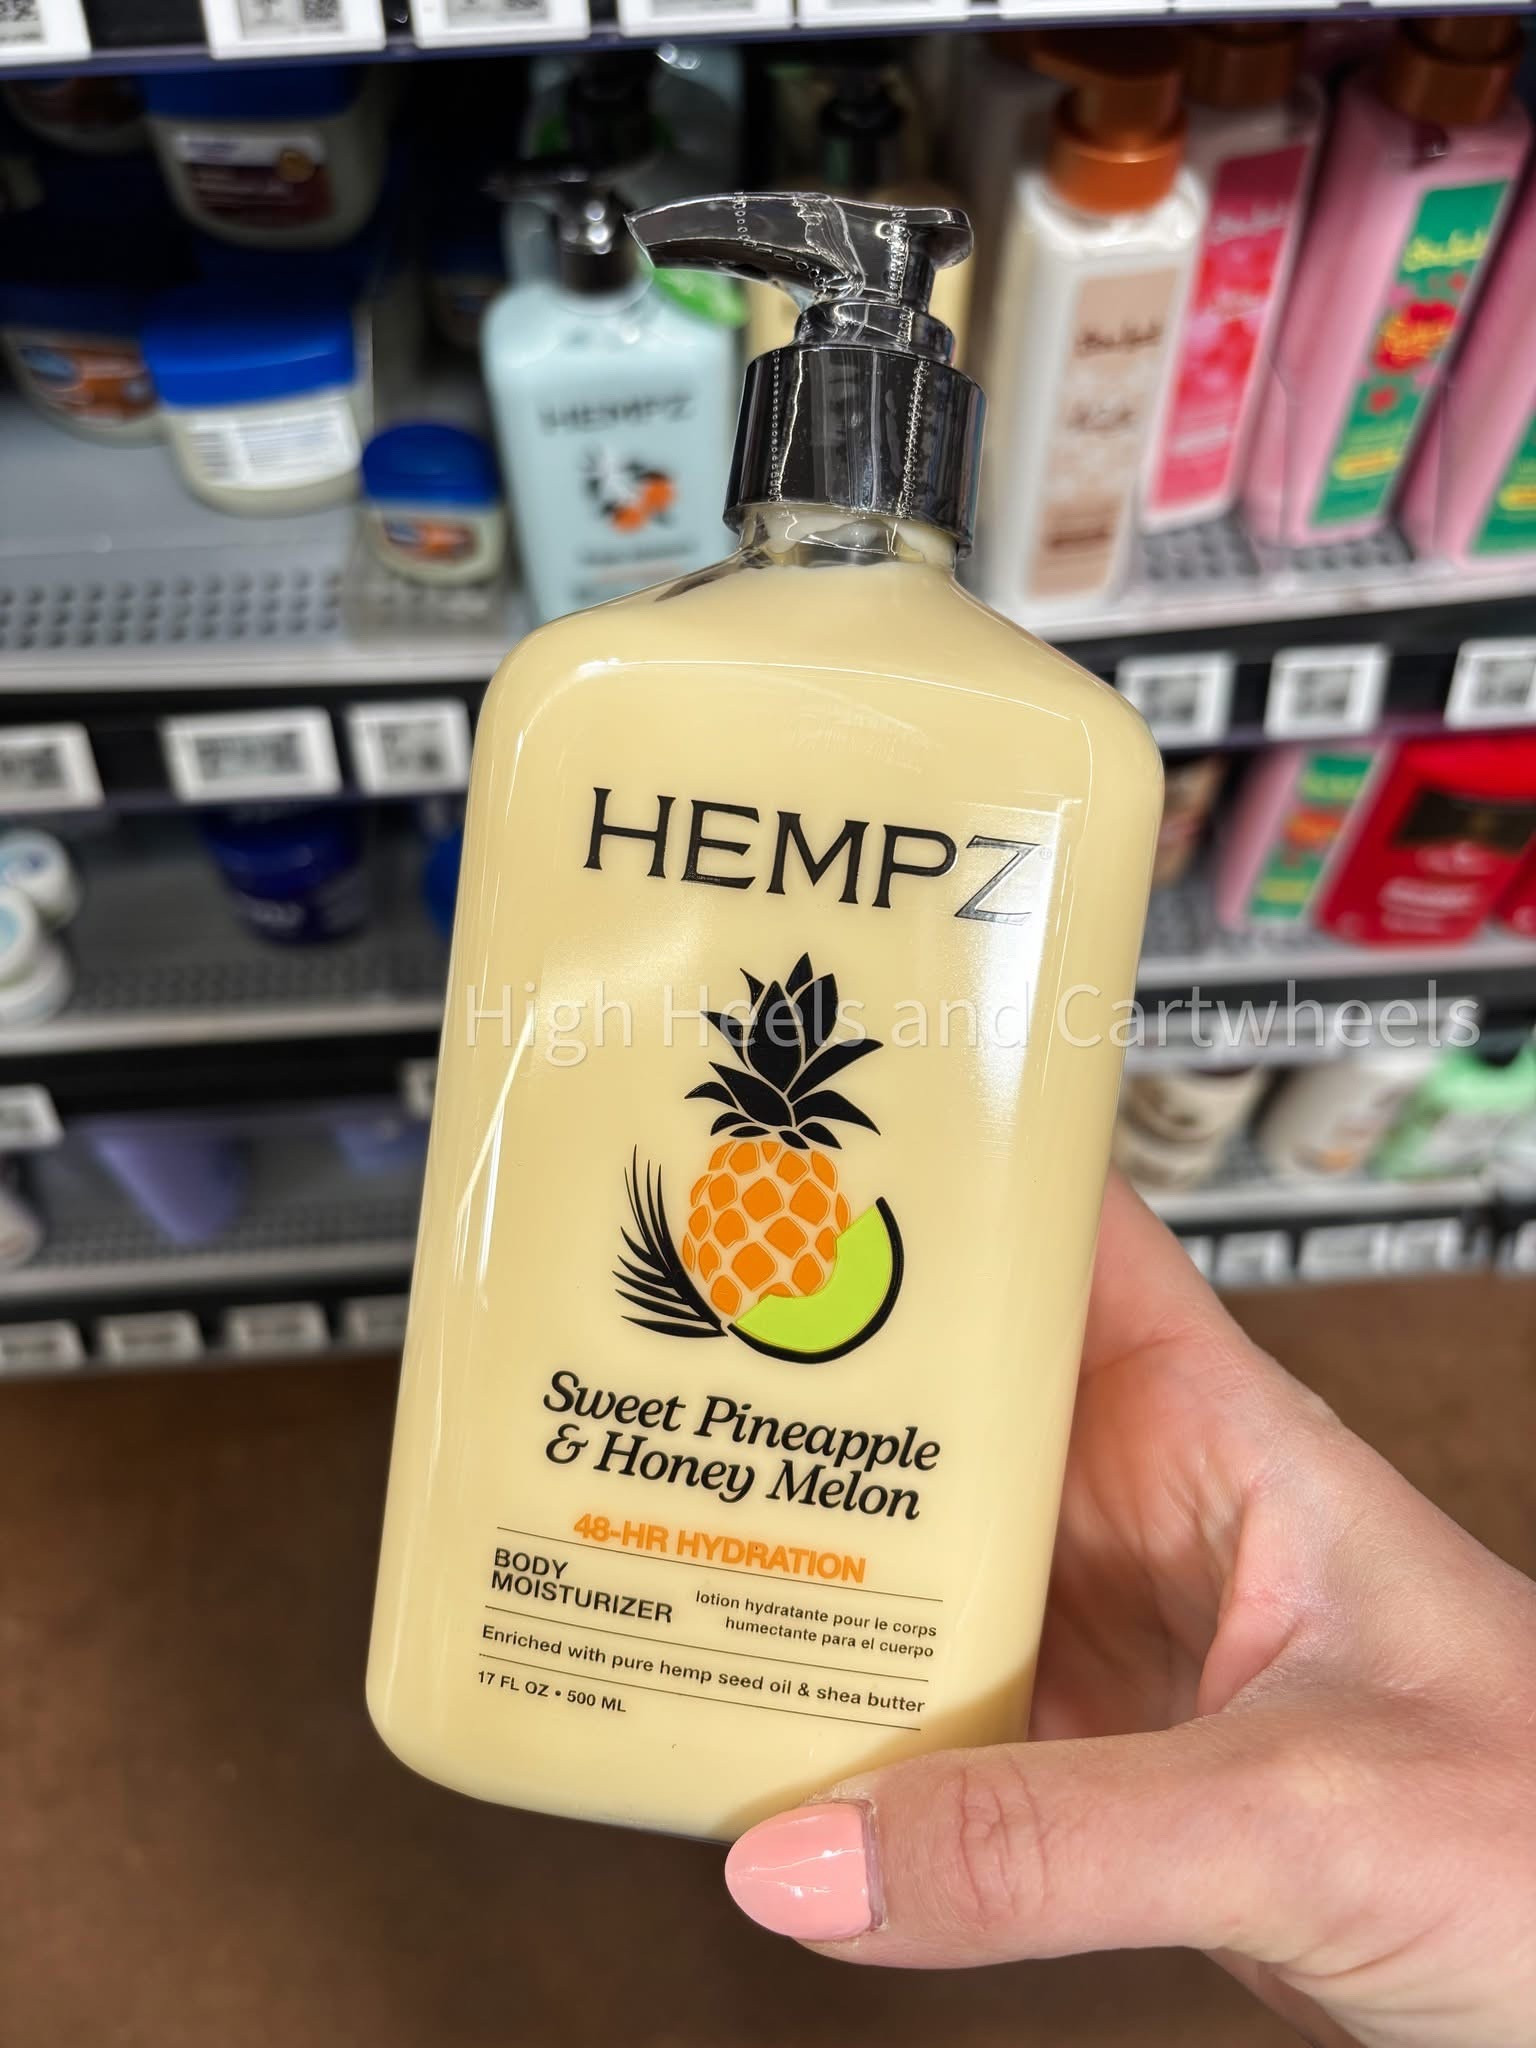 HEMPZ
HEMPZ®
High Heels and Cartwheels
Sweet Pineapple
& Honey Melon
48-HR HYDRATION
BODY
MOISTURIZER
lotion hydratante pour le corps
humectante para el cuerpo
Enriched with pure hemp seed oil & shea butter
17 FL OZ • 500 ML